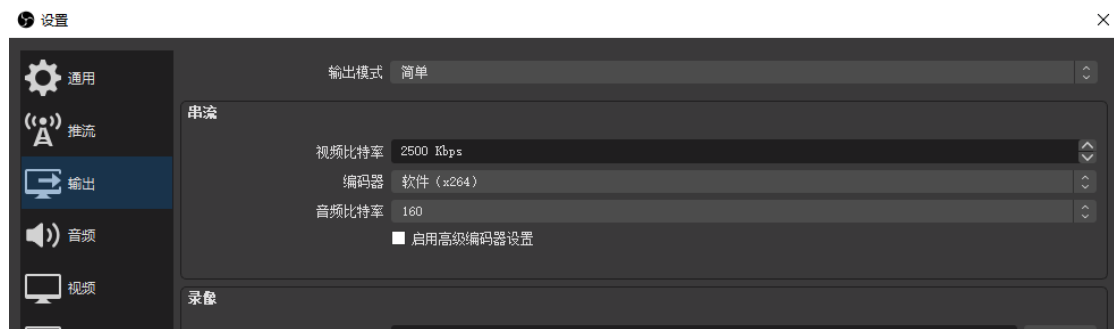 设置
通用
推流
输出
音频
视频
输出模式 简单
串流
视频比特率 2500 Kbps
编码器 软件（x264）
音频比特率 160
启用高级编码器设置
录像